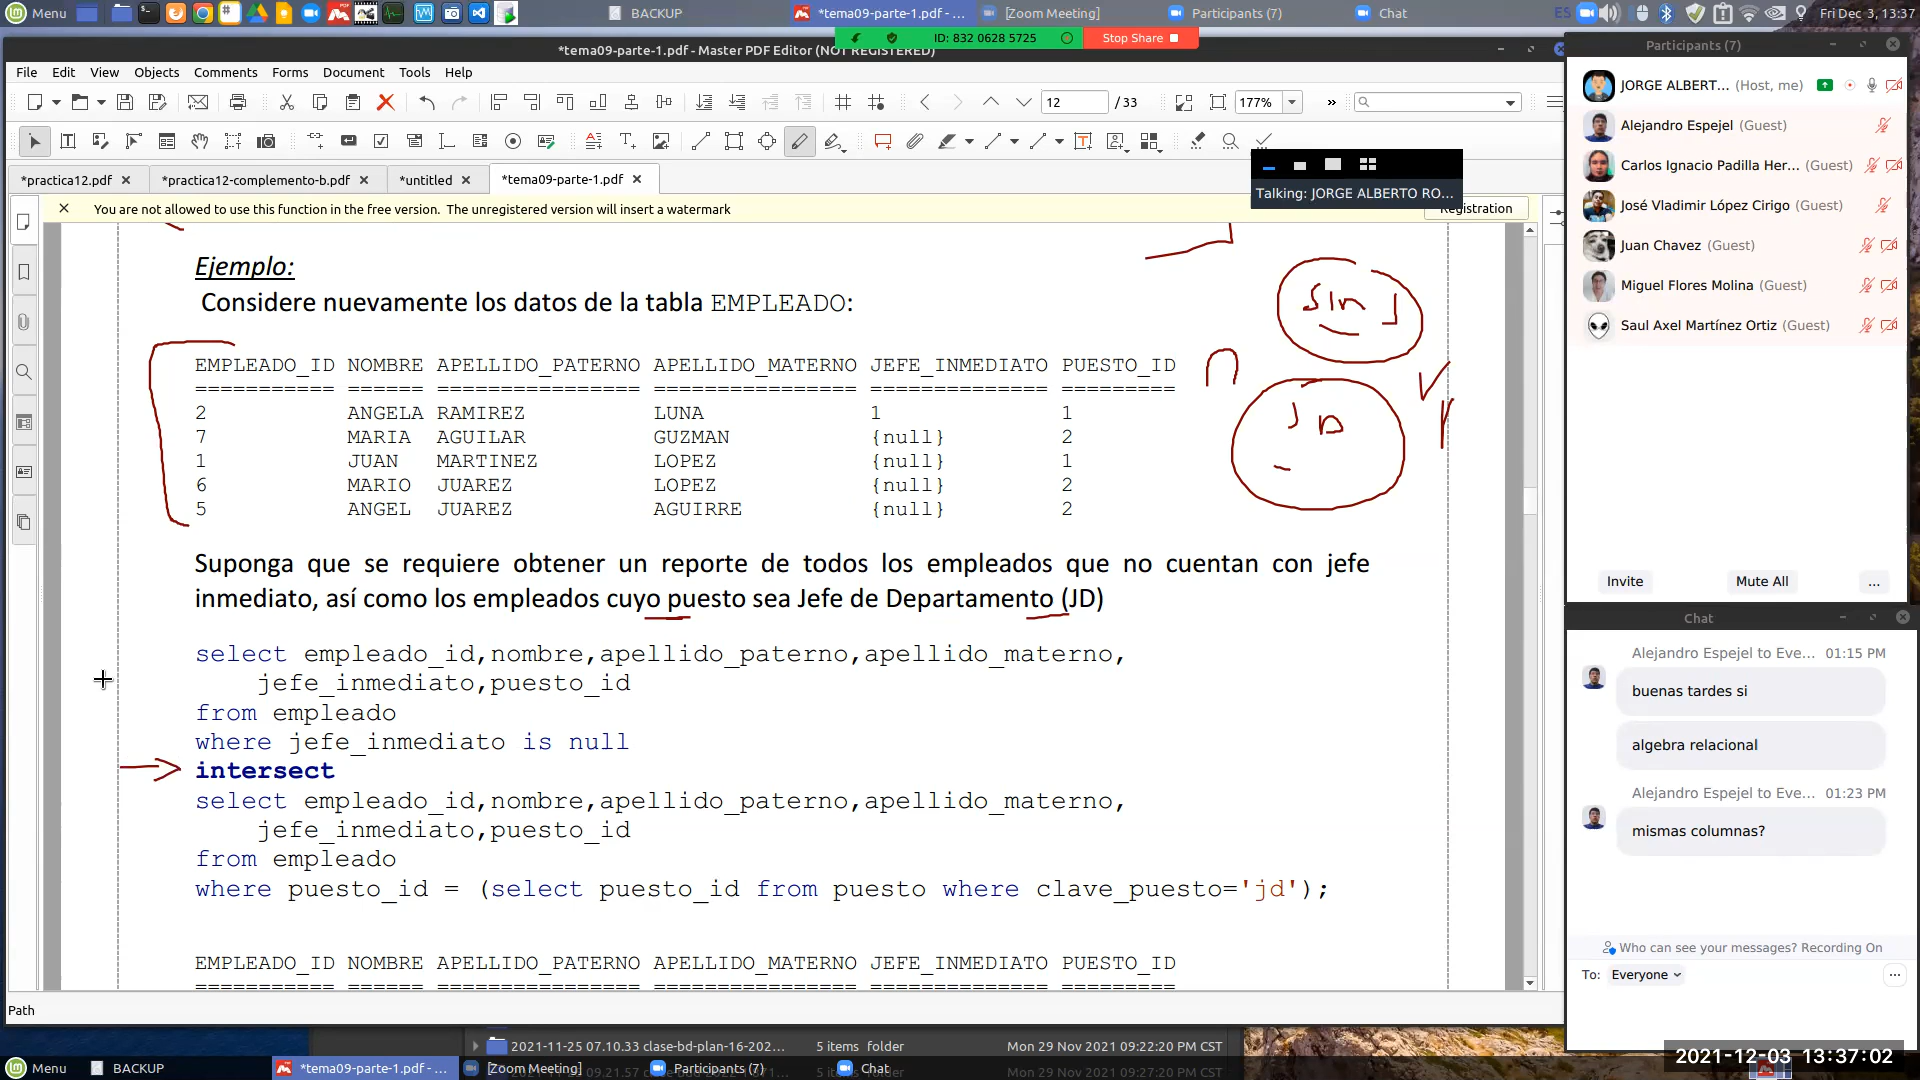 Menu
BACKUP
*tema09-parte-1.pdf - ...
[Zoom Meeting]
Participants (7)
Chat
ES
Fri Dec 3, 13:37
*tema09-parte-1.pdf - Master PDF Editor (NOT REGISTERED)
ID: 832 0628 5725
Stop Share
File Edit View Objects Comments Forms Document Tools Help
12 / 33
177%
*practica12.pdf
*practica12-complemento-b.pdf
*untitled
*tema09-parte-1.pdf
Talking: JORGE ALBERTO RO...
You are not allowed to use this function in the free version. The unregistered version will insert a watermark
Registration
Ejemplo:
Considere nuevamente los datos de la tabla EMPLEADO:
sin J
EMPLEADO_ID NOMBRE APELLIDO_PATERNO APELLIDO_MATERNO JEFE_INMEDIATO PUESTO_ID
=========== ====== ================ ================ ============== =========
2 ANGELA RAMIREZ LUNA 1 1
7 MARIA AGUILAR GUZMAN {null} 2
1 JUAN MARTINEZ LOPEZ {null} 1
6 MARIO JUAREZ LOPEZ {null} 2
5 ANGEL JUAREZ AGUIRRE {null} 2
JD
Suponga que se requiere obtener un reporte de todos los empleados que no cuentan con jefe
inmediato, así como los empleados cuyo puesto sea Jefe de Departamento (JD)
select empleado_id,nombre,apellido_paterno,apellido_materno,
jefe_inmediato,puesto_id
from empleado
where jefe_inmediato is null
intersect
select empleado_id,nombre,apellido_paterno,apellido_materno,
jefe_inmediato,puesto_id
from empleado
where puesto_id = (select puesto_id from puesto where clave_puesto='jd');
EMPLEADO_ID NOMBRE APELLIDO_PATERNO APELLIDO_MATERNO JEFE_INMEDIATO PUESTO_ID
=========== ====== ================ ================ ============== =========
Path
Participants (7)
JORGE ALBERT... (Host, me)
Alejandro Espejel (Guest)
Carlos Ignacio Padilla Her... (Guest)
José Vladimir López Cirigo (Guest)
Juan Chavez (Guest)
Miguel Flores Molina (Guest)
Saul Axel Martínez Ortiz (Guest)
Invite
Mute All
...
Chat
Alejandro Espejel to Eve... 01:15 PM
buenas tardes si
algebra relacional
Alejandro Espejel to Eve... 01:23 PM
mismas columnas?
Who can see your messages? Recording On
To: Everyone
2021-11-25 07.10.33 clase-bd-plan-16-202... 5 items folder Mon 29 Nov 2021 09:22:20 PM CST
Menu
BACKUP
*tema09-parte-1.pdf - ...
[Zoom Meeting]
Participants (7)
Chat
2021-12-03 13:37:02